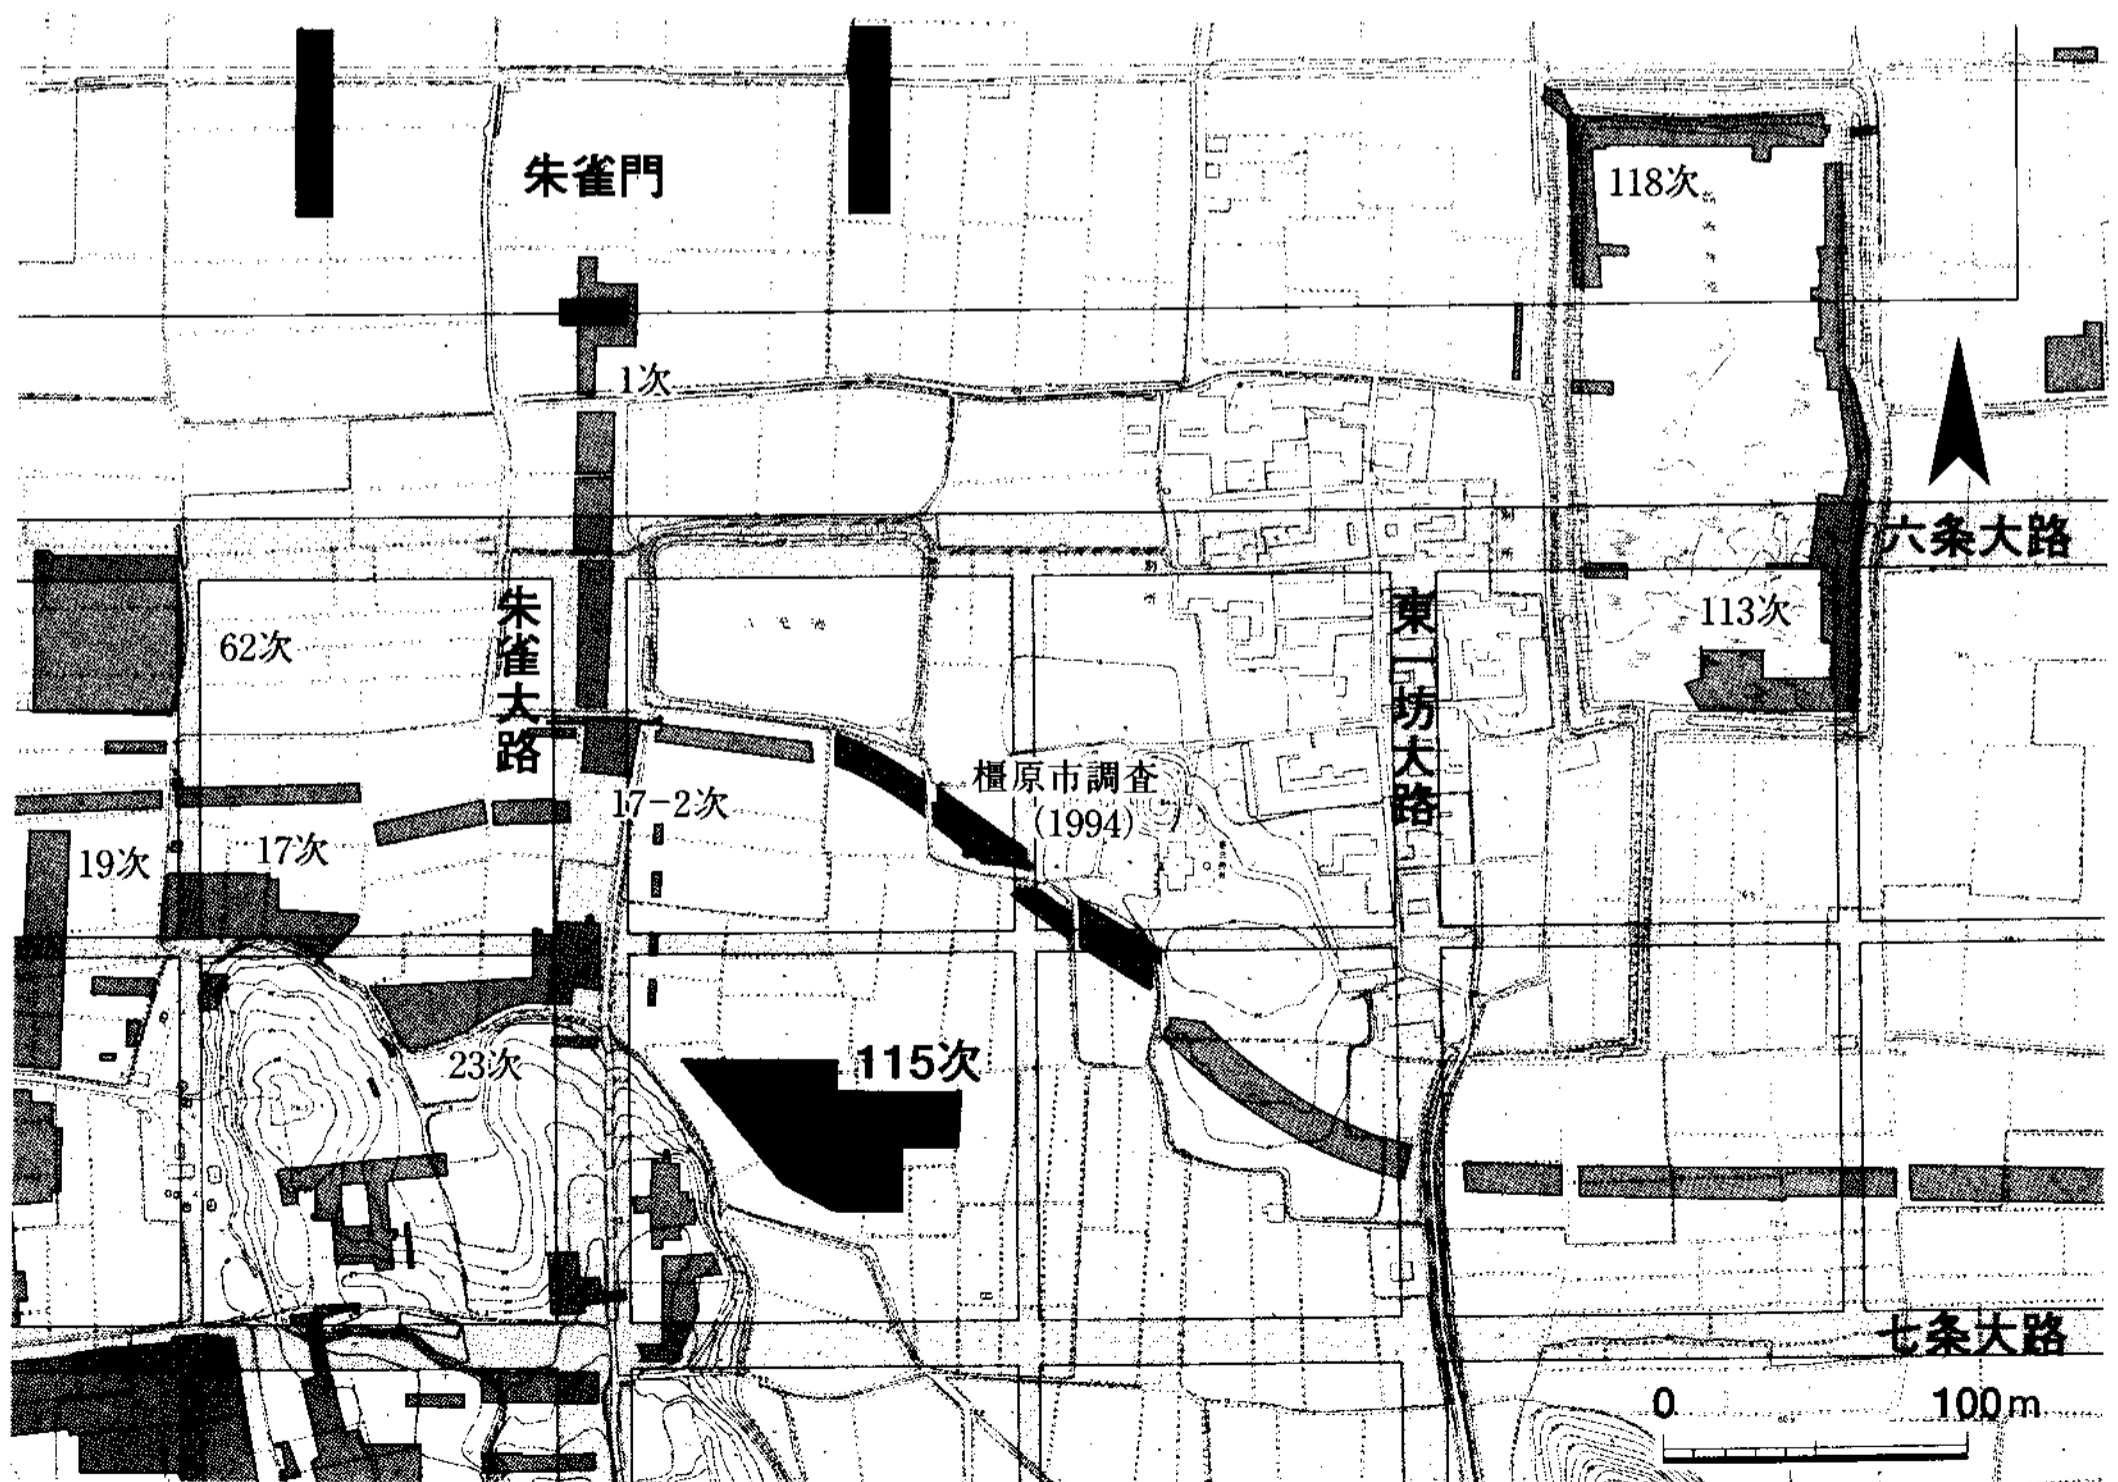 朱雀門
118次
1次
六条大路
朱雀大路
62次
東一坊大路
113次
橿原市調査
(1994)
17-2次
19次
17次
115次
23次
七条大路
0 100m